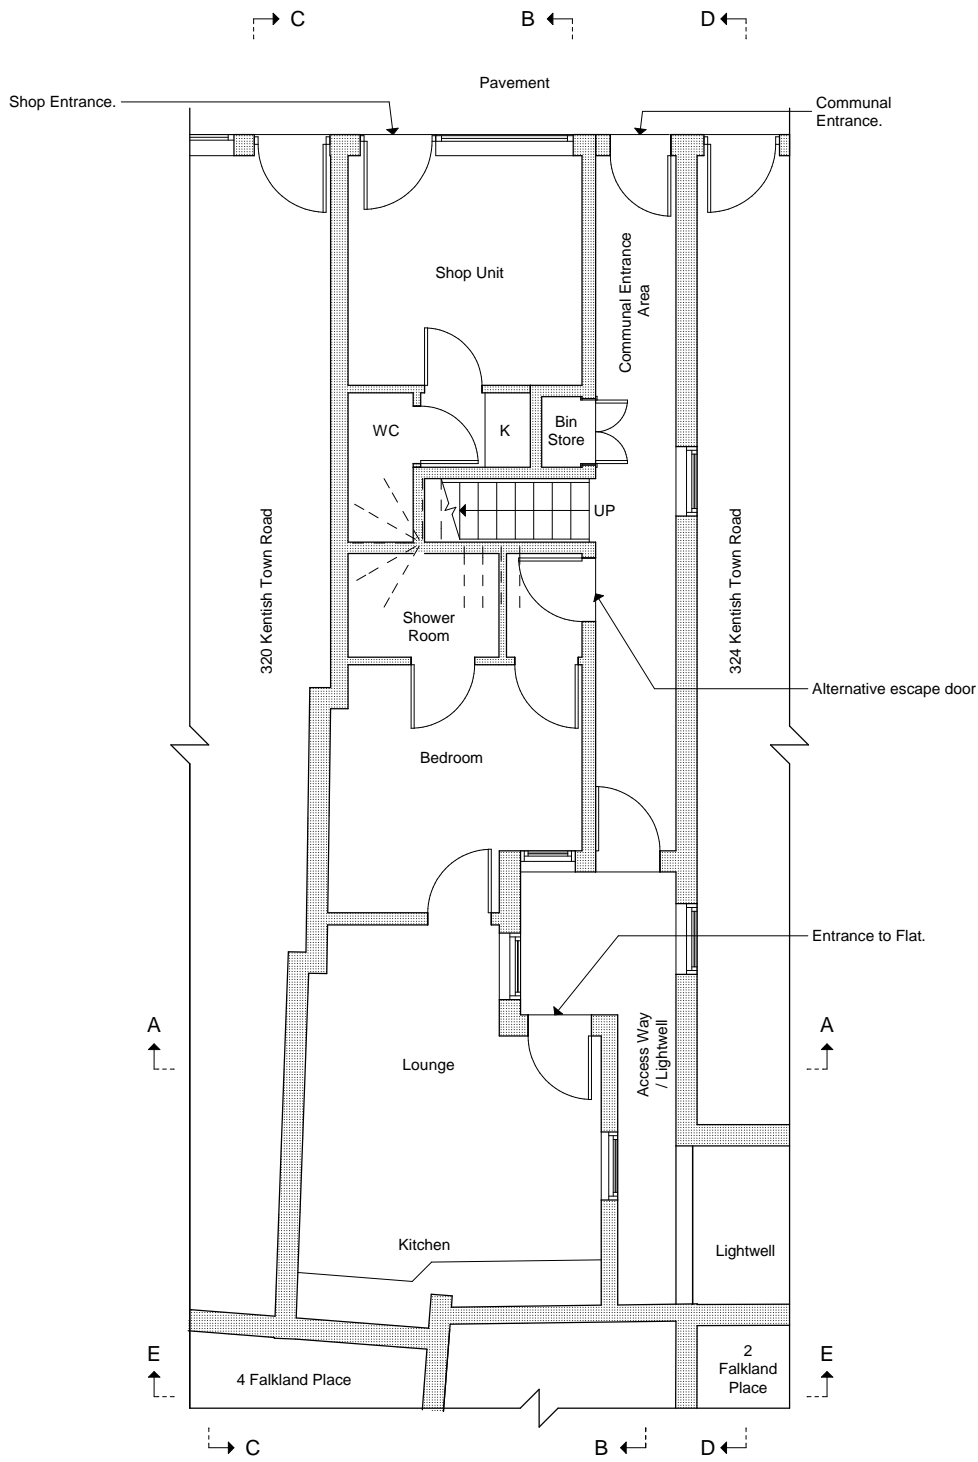 C
B
D
Pavement
Shop Entrance.
Communal
Entrance.
Shop Unit
Communal Entrance
Area
WC
K
Bin
Store
UP
320 Kentish Town Road
324 Kentish Town Road
Shower
Room
Alternative escape door
Bedroom
Entrance to Flat.
A
A
Lounge
Access Way
/ Lightwell
Kitchen
Lightwell
E
4 Falkland Place
2
Falkland
Place
E
C
B
D